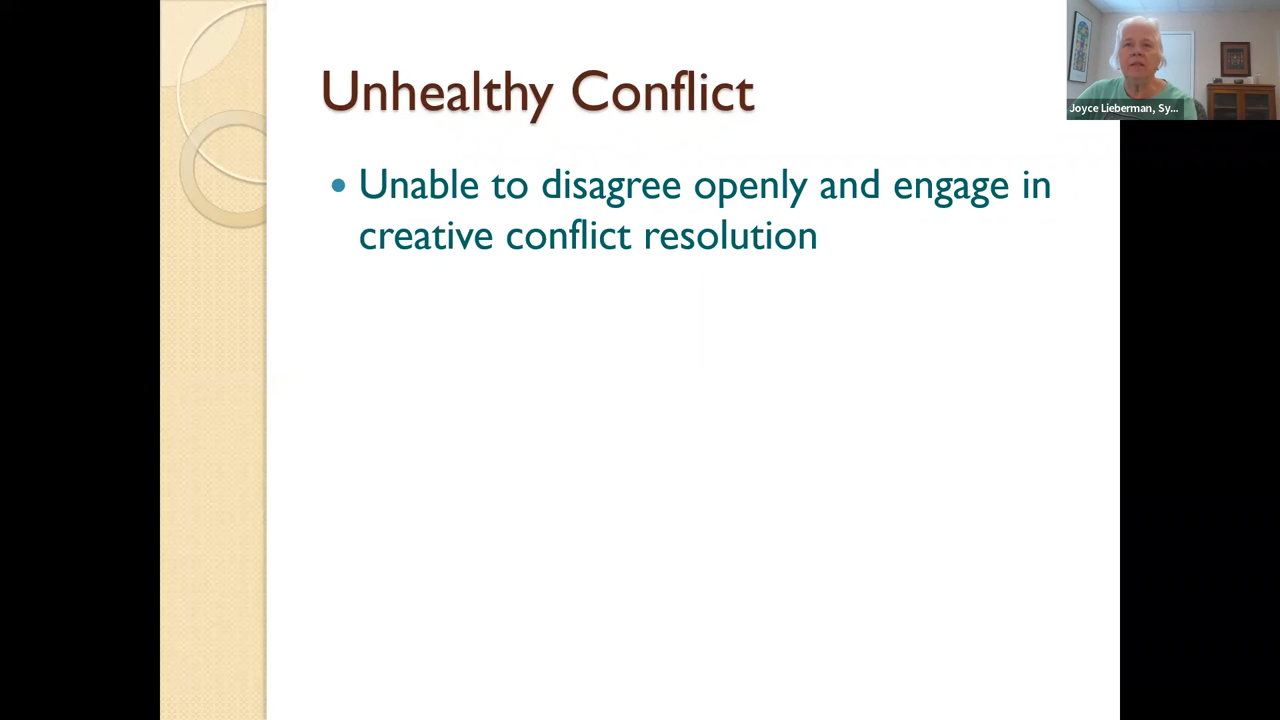 Unhealthy Conflict
Joyce Lieberman, Sy...
• Unable to disagree openly and engage in
creative conflict resolution